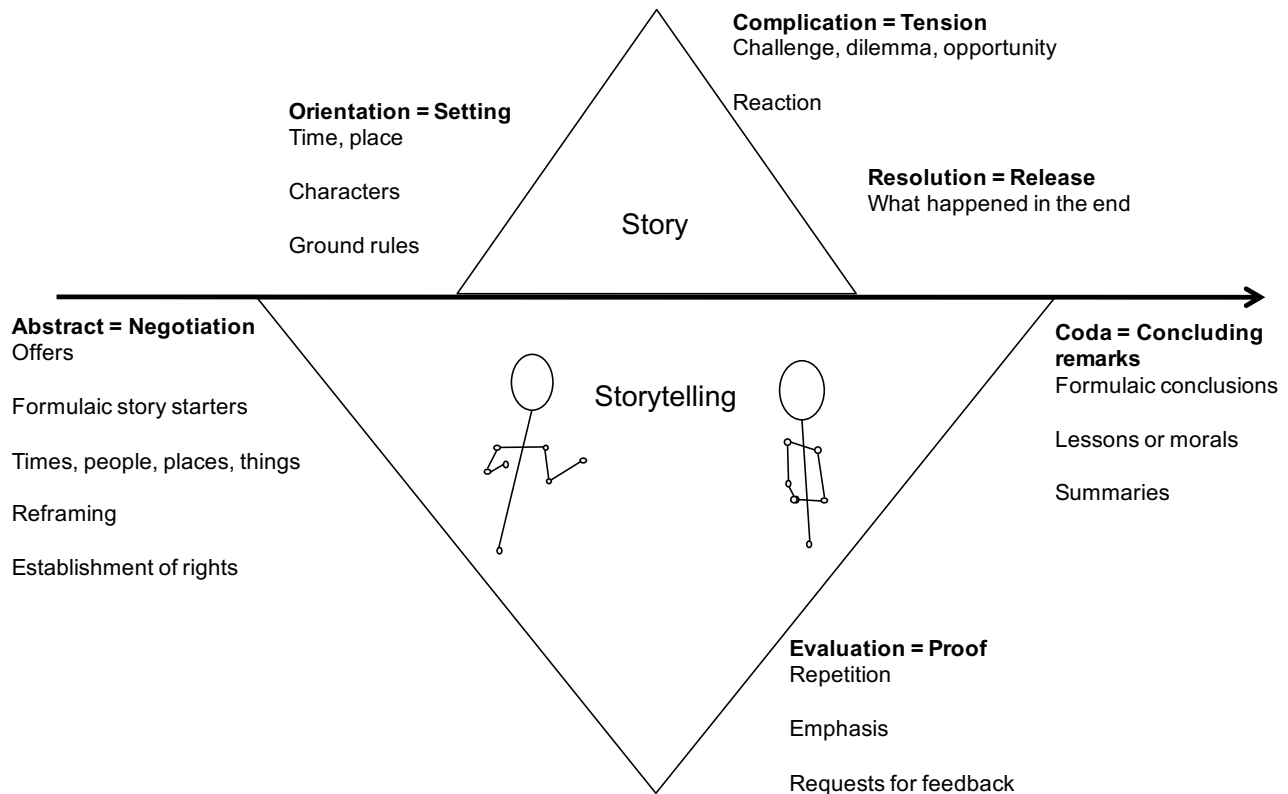 Complication = Tension
Challenge, dilemma, opportunity
Reaction
Orientation = Setting
Time, place
Characters
Ground rules
Resolution = Release
What happened in the end
Story
Abstract = Negotiation
Offers
Formulaic story starters
Times, people, places, things
Reframing
Establishment of rights
Storytelling
Coda = Concluding
remarks
Formulaic conclusions
Lessons or morals
Summaries
Evaluation = Proof
Repetition
Emphasis
Requests for feedback